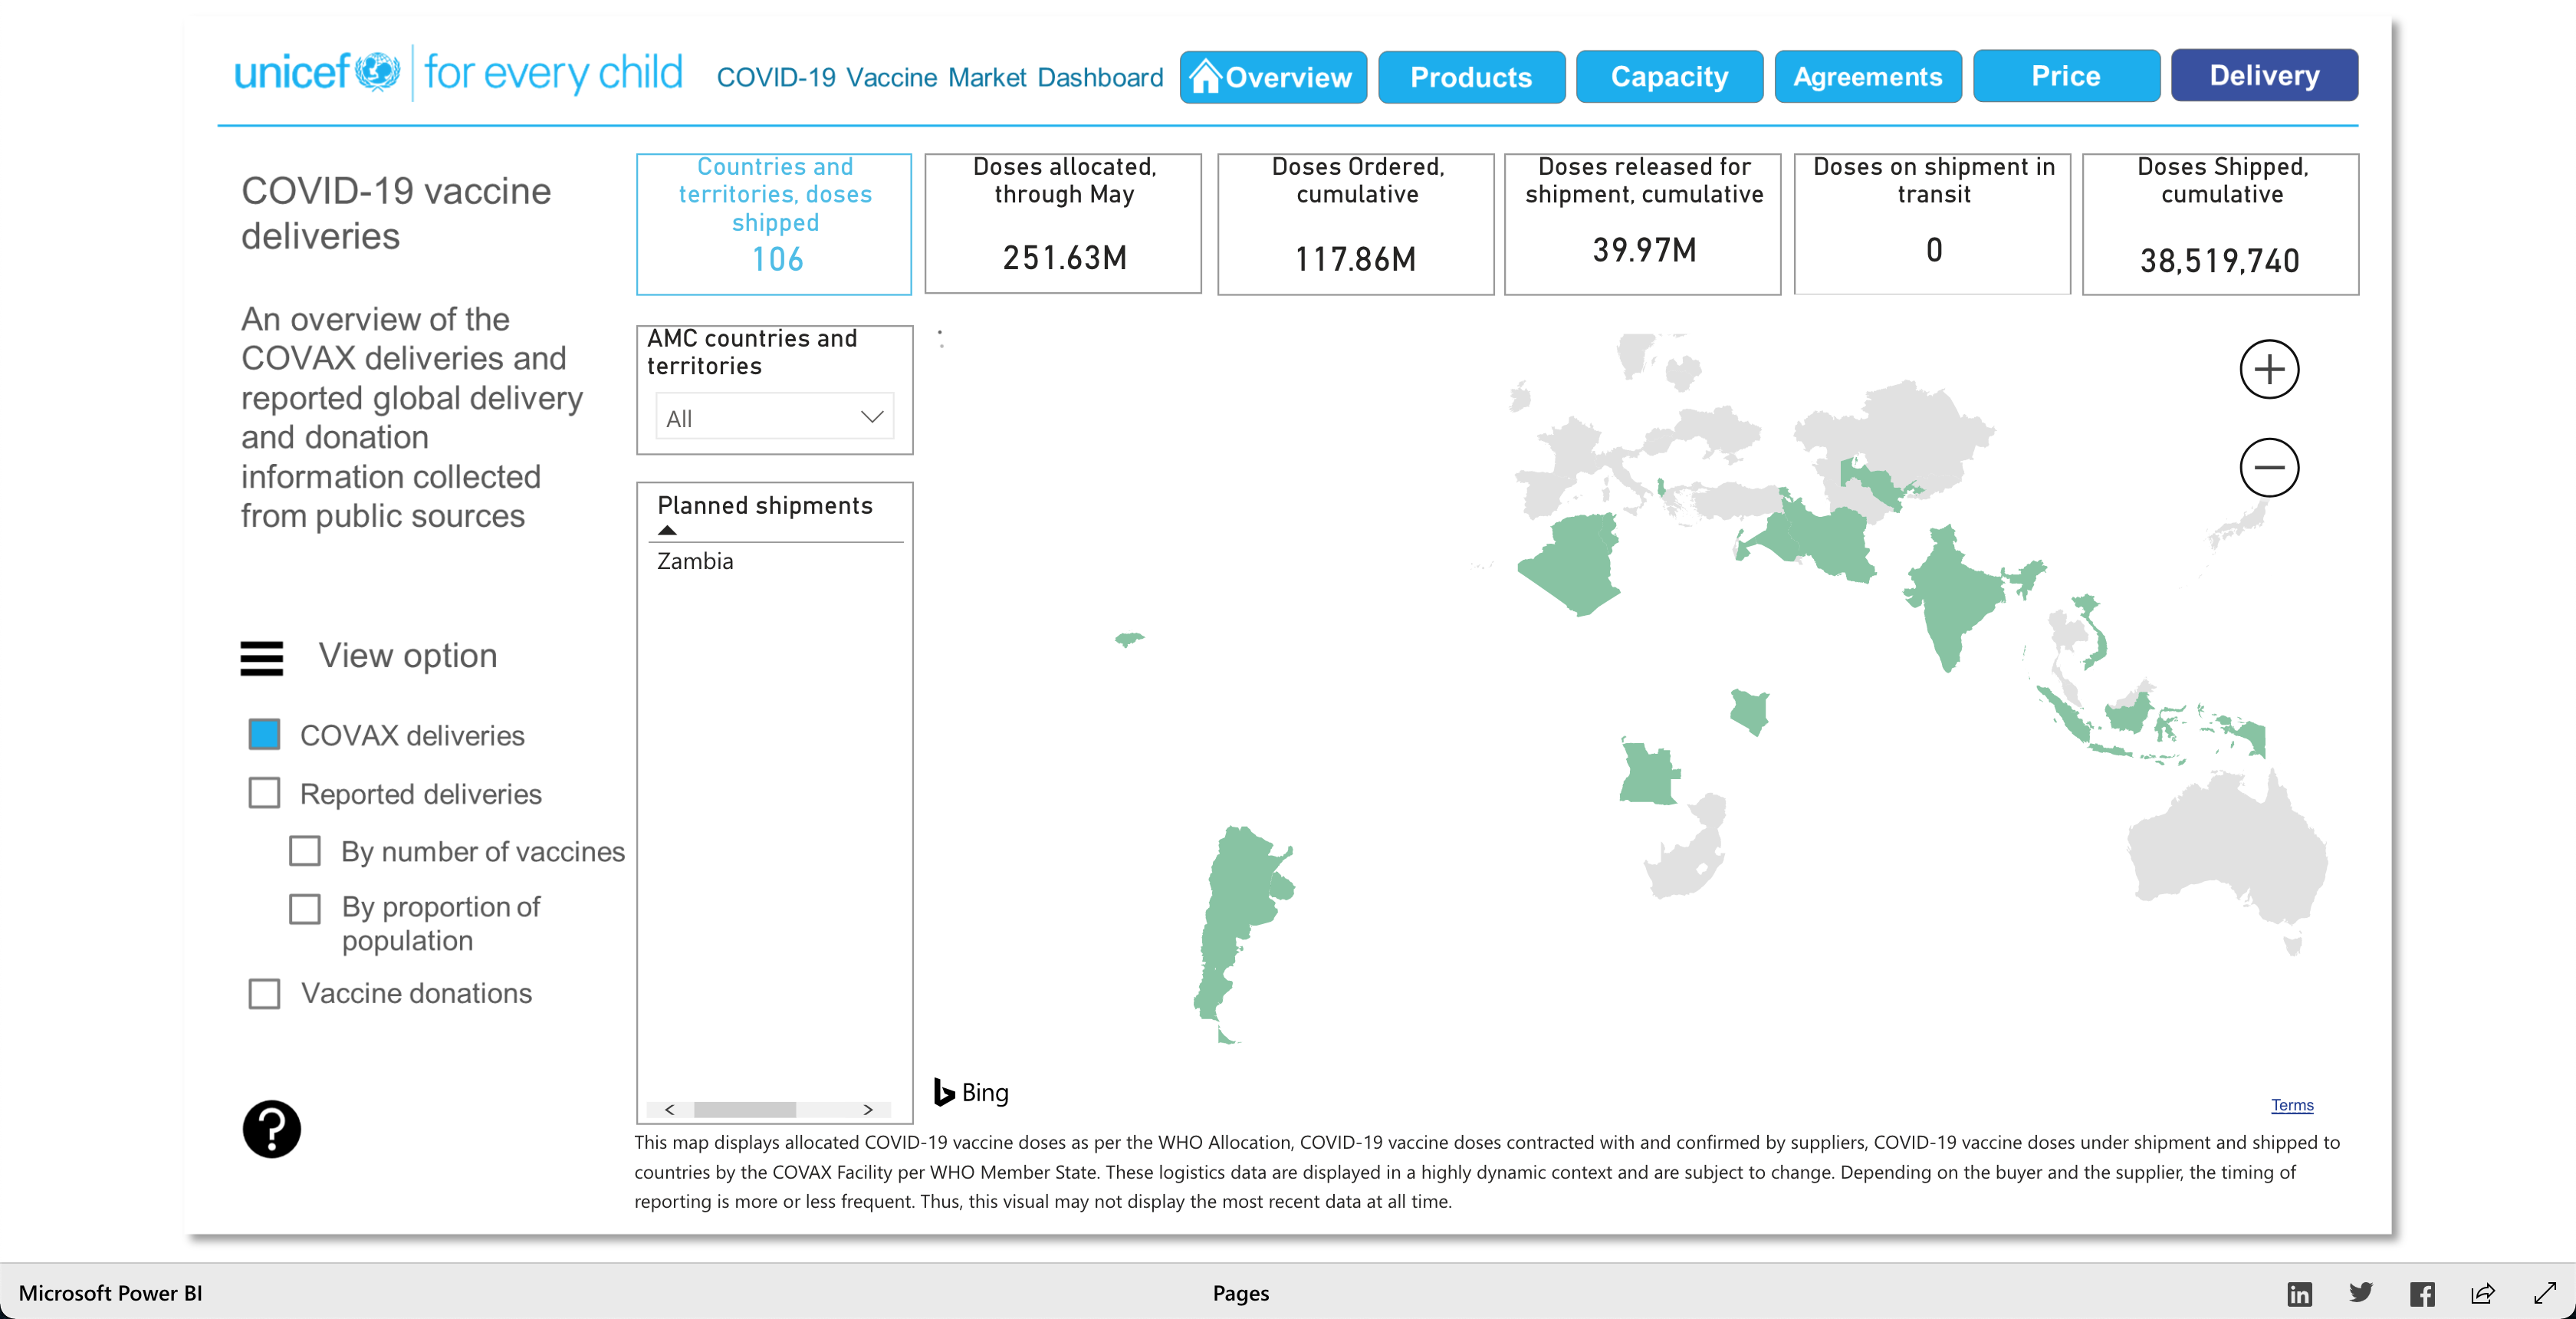 unicef for every child
COVID-19 Vaccine Market Dashboard
Overview
Products
Capacity
Agreements
Price
Delivery
COVID-19 vaccine
deliveries
An overview of the
COVAX deliveries and
reported global delivery
and donation
information collected
from public sources
View option
COVAX deliveries
Reported deliveries
By number of vaccines
By proportion of
population
Vaccine donations
?
Countries and
territories, doses
shipped
106
Doses allocated,
through May
251.63M
Doses Ordered,
cumulative
117.86M
Doses released for
shipment, cumulative
39.97M
Doses on shipment in
transit
0
Doses Shipped,
cumulative
38,519,740
AMC countries and
territories
All
Planned shipments
Zambia
Bing
Terms
This map displays allocated COVID-19 vaccine doses as per the WHO Allocation, COVID-19 vaccine doses contracted with and confirmed by suppliers, COVID-19 vaccine doses under shipment and shipped to
countries by the COVAX Facility per WHO Member State. These logistics data are displayed in a highly dynamic context and are subject to change. Depending on the buyer and the supplier, the timing of
reporting is more or less frequent. Thus, this visual may not display the most recent data at all time.
Microsoft Power BI
Pages